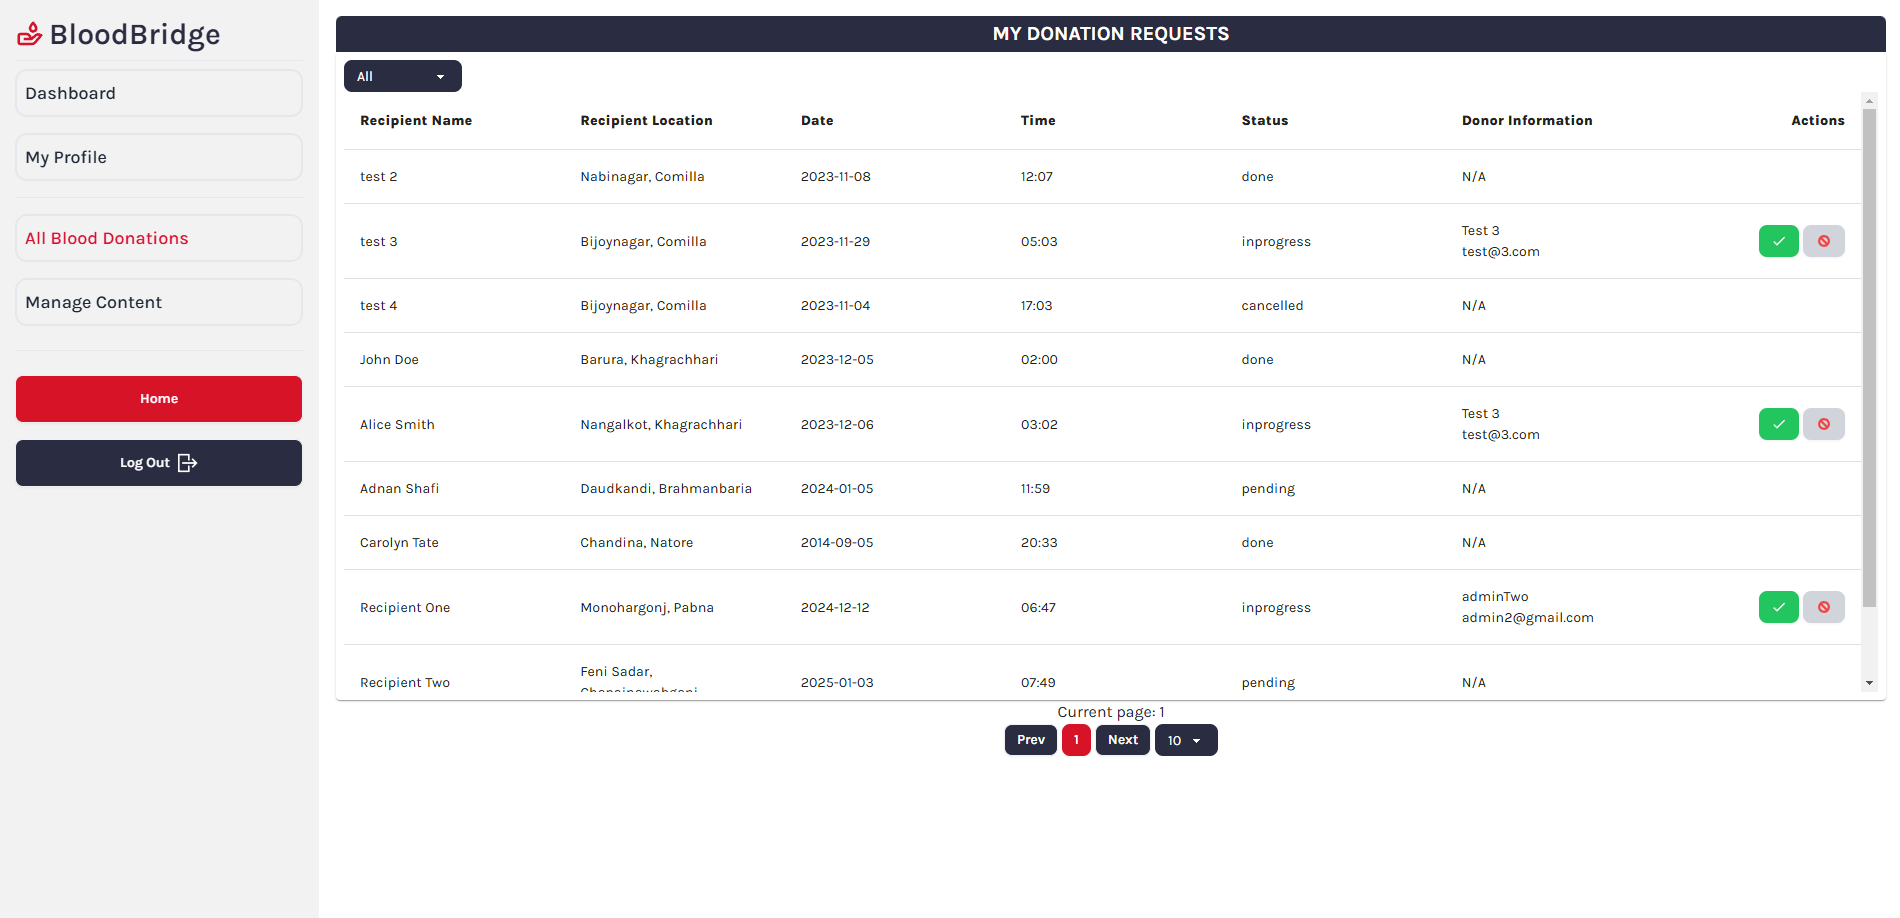 BloodBridge
Dashboard
My Profile
All Blood Donations
Manage Content
Home
Log Out
MY DONATION REQUESTS
All
Recipient Name Recipient Location Date Time Status Donor Information Actions
test 2 Nabinagar, Comilla 2023-11-08 12:07 done N/A
test 3 Bijoynagar, Comilla 2023-11-29 05:03 inprogress Test 3
test@3.com
test 4 Bijoynagar, Comilla 2023-11-04 17:03 cancelled N/A
John Doe Barura, Khagrachhari 2023-12-05 02:00 done N/A
Alice Smith Nangalkot, Khagrachhari 2023-12-06 03:02 inprogress Test 3
test@3.com
Adnan Shafi Daudkandi, Brahmanbaria 2024-01-05 11:59 pending N/A
Carolyn Tate Chandina, Natore 2014-09-05 20:33 done N/A
Recipient One Monohargonj, Pabna 2024-12-12 06:47 inprogress adminTwo
admin2@gmail.com
Recipient Two Feni Sadar, 2025-01-03 07:49 pending N/A
Current page: 1
Prev 1 Next 10